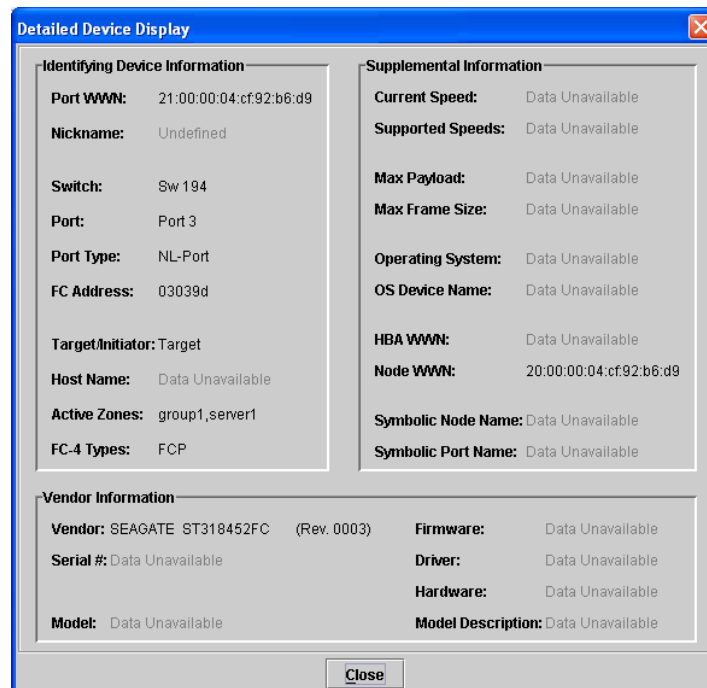 Detailed Device Display
Identifying Device Information
Port WWN: 21:00:00:04:cf:92:b6:d9
Nickname: Undefined
Switch: Sw 194
Port: Port 3
Port Type: NL-Port
FC Address: 03039d
Target/Initiator: Target
Host Name: Data Unavailable
Active Zones: group1,server1
FC-4 Types: FCP
Supplemental Information
Current Speed: Data Unavailable
Supported Speeds: Data Unavailable
Max Payload: Data Unavailable
Max Frame Size: Data Unavailable
Operating System: Data Unavailable
OS Device Name: Data Unavailable
HBA WWN: Data Unavailable
Node WWN: 20:00:00:04:cf:92:b6:d9
Symbolic Node Name: Data Unavailable
Symbolic Port Name: Data Unavailable
Vendor Information
Vendor: SEAGATE ST318452FC (Rev. 0003)
Serial #: Data Unavailable
Model: Data Unavailable
Firmware: Data Unavailable
Driver: Data Unavailable
Hardware: Data Unavailable
Model Description: Data Unavailable
Close